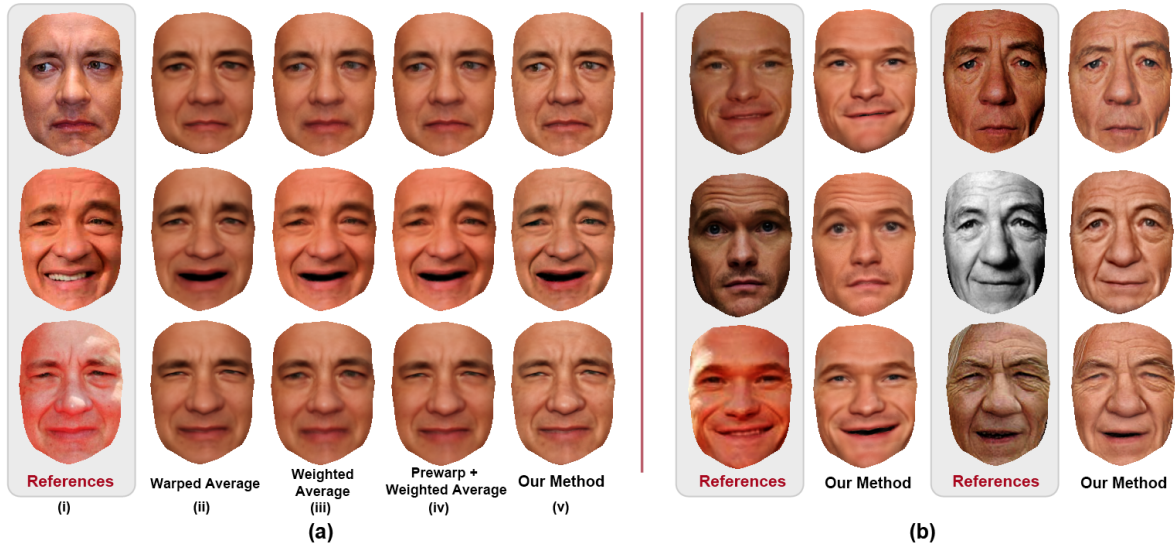 References
Warped Average
Weighted
Average
Prewarp +
Weighted Average
Our Method
(i)
(ii)
(iii)
(iv)
(v)
(a)
References
Our Method
References
Our Method
(b)